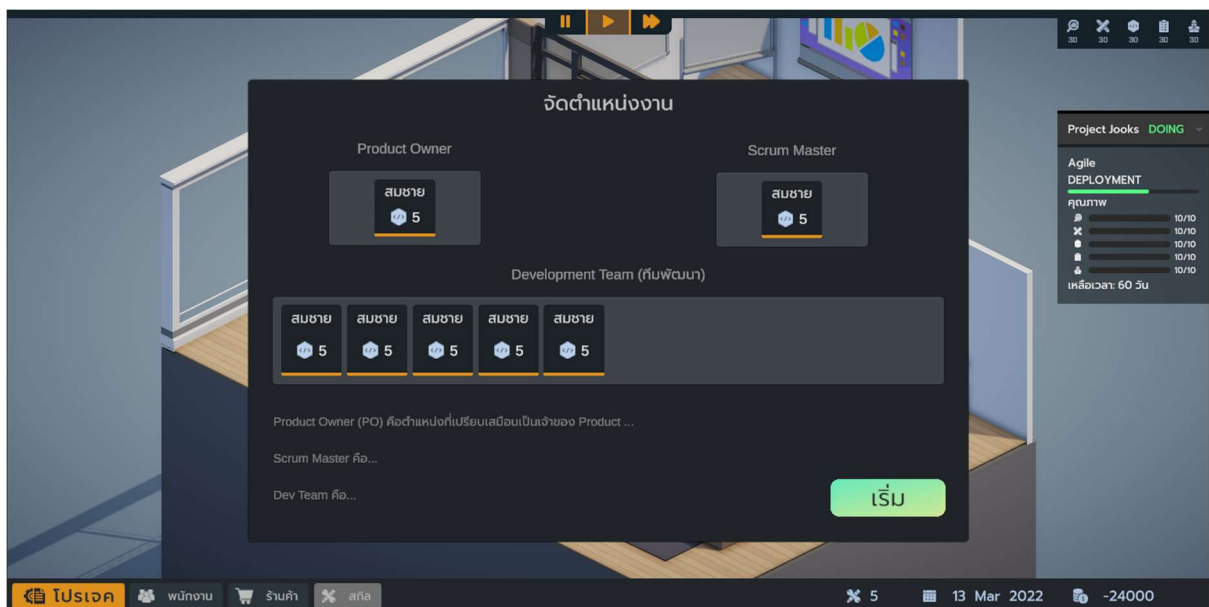 30 30 30 30 30
จัดตำแหน่งงาน
Product Owner
Scrum Master
สมชาย
5
สมชาย
5
Development Team (ทีมพัฒนา)
สมชาย สมชาย สมชาย สมชาย สมชาย
5 5 5 5 5
Product Owner (PO) คือตำแหน่งที่เปรียบเสมือนเป็นเจ้าของ Product ...
Scrum Master คือ...
Dev Team คือ...
เริ่ม
Project Jooks DOING
Agile
DEPLOYMENT
คุณภาพ
10/10
10/10
10/10
10/10
10/10
เหลือเวลา: 60 วัน
โปรเจค พนักงาน ร้านค้า สกิล 5 13 Mar 2022 -24000